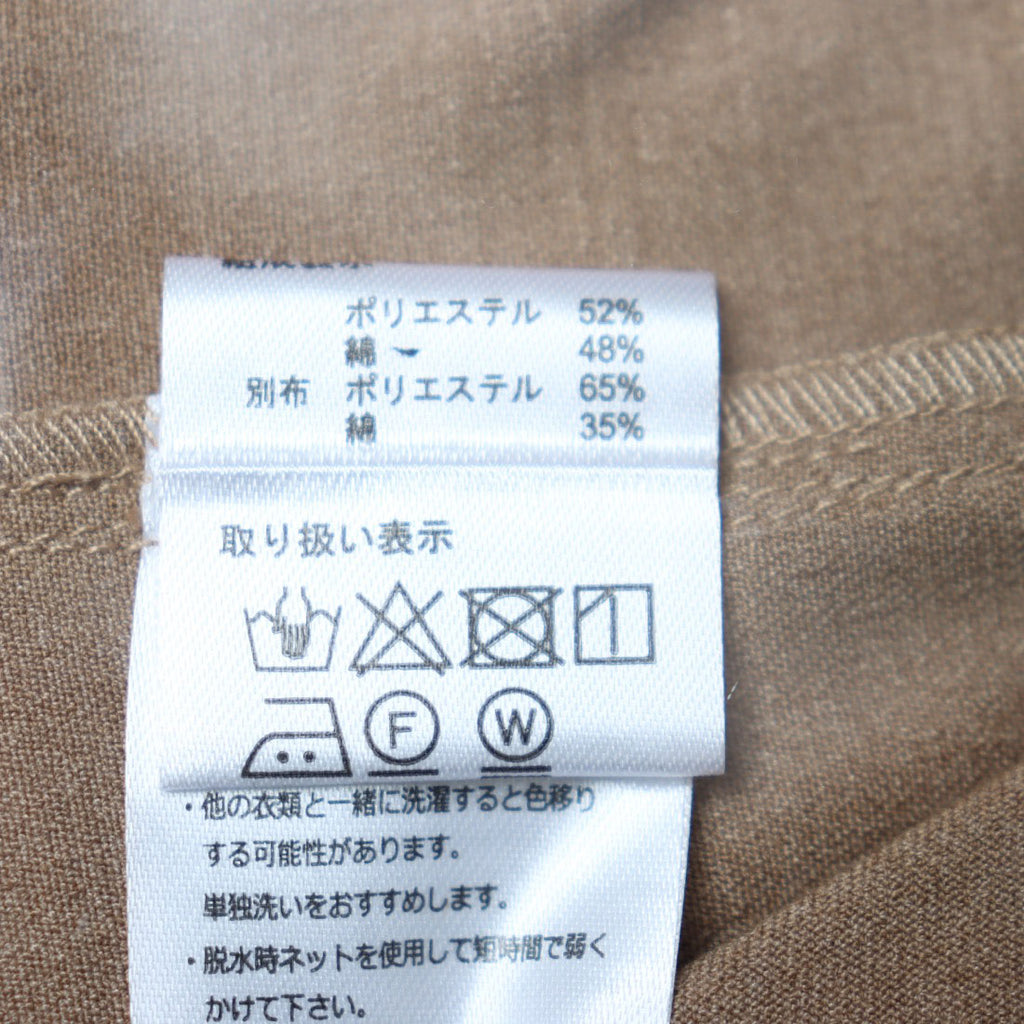 ポリエステル 52%
綿 48%
別布 ポリエステル 65%
綿 35%
取り扱い表示
F W
・他の衣類と一緒に洗濯すると色移り
する可能性があります。
単独洗いをおすすめします。
・脱水時ネットを使用して短時間で弱く
かけて下さい。